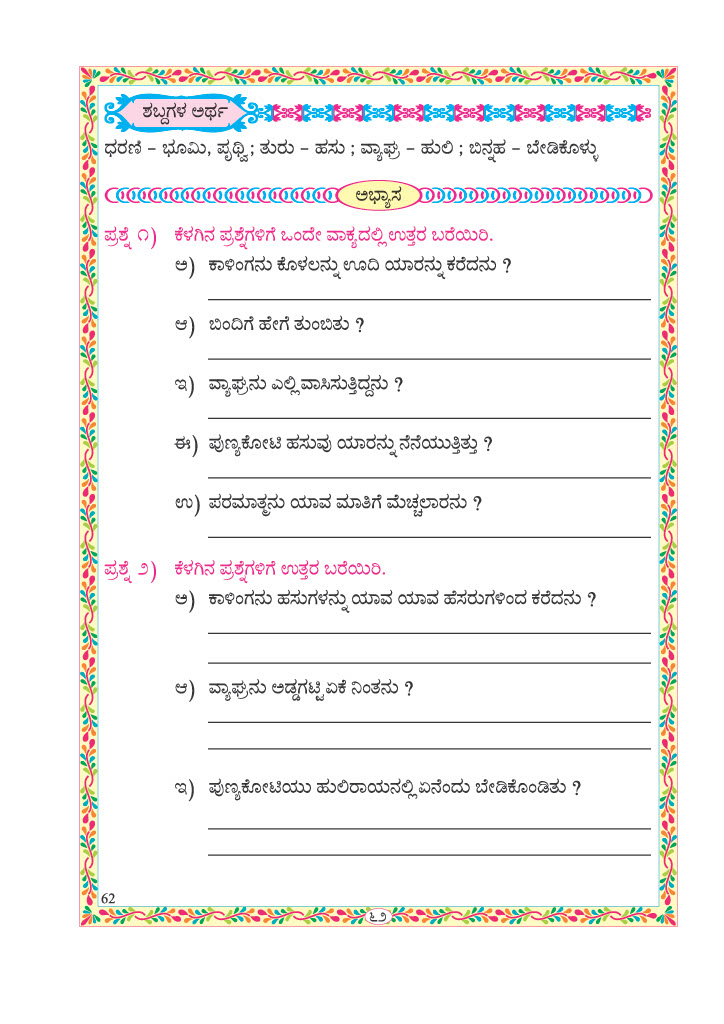 ಶಬ್ದಗಳ ಅರ್ಥ
ಧರಣಿ – ಭೂಮಿ, ಪೃಥ್ವಿ ; ತುರು – ಹಸು ; ವ್ಯಾಘ್ರ – ಹುಲಿ ; ಬಿನ್ನಹ – ಬೇಡಿಕೊಳ್ಳು
ಅಭ್ಯಾಸ
ಪ್ರಶ್ನೆ ೧) ಕೆಳಗಿನ ಪ್ರಶ್ನೆಗಳಿಗೆ ಒಂದೇ ವಾಕ್ಯದಲ್ಲಿ ಉತ್ತರ ಬರೆಯಿರಿ.
ಅ) ಕಾಳಿಂಗನು ಕೊಳಲನ್ನು ಊದಿ ಯಾರನ್ನು ಕರೆದನು ?
ಆ) ಬಿಂದಿಗೆ ಹೇಗೆ ತುಂಬಿತು ?
ಇ) ವ್ಯಾಘ್ರನು ಎಲ್ಲಿ ವಾಸಿಸುತ್ತಿದ್ದನು ?
ಈ) ಪುಣ್ಯಕೋಟಿ ಹಸುವು ಯಾರನ್ನು ನೆನೆಯುತ್ತಿತ್ತು ?
ಉ) ಪರಮಾತ್ಮನು ಯಾವ ಮಾತಿಗೆ ಮೆಚ್ಚಲಾರನು ?
ಪ್ರಶ್ನೆ ೨) ಕೆಳಗಿನ ಪ್ರಶ್ನೆಗಳಿಗೆ ಉತ್ತರ ಬರೆಯಿರಿ.
ಅ) ಕಾಳಿಂಗನು ಹಸುಗಳನ್ನು ಯಾವ ಯಾವ ಹೆಸರುಗಳಿಂದ ಕರೆದನು ?
ಆ) ವ್ಯಾಘ್ರನು ಅಡ್ಡಗಟ್ಟಿ ಏಕೆ ನಿಂತನು ?
ಇ) ಪುಣ್ಯಕೋಟಿಯು ಹುಲಿರಾಯನಲ್ಲಿ ಏನೆಂದು ಬೇಡಿಕೊಂಡಿತು ?
62
೬೨